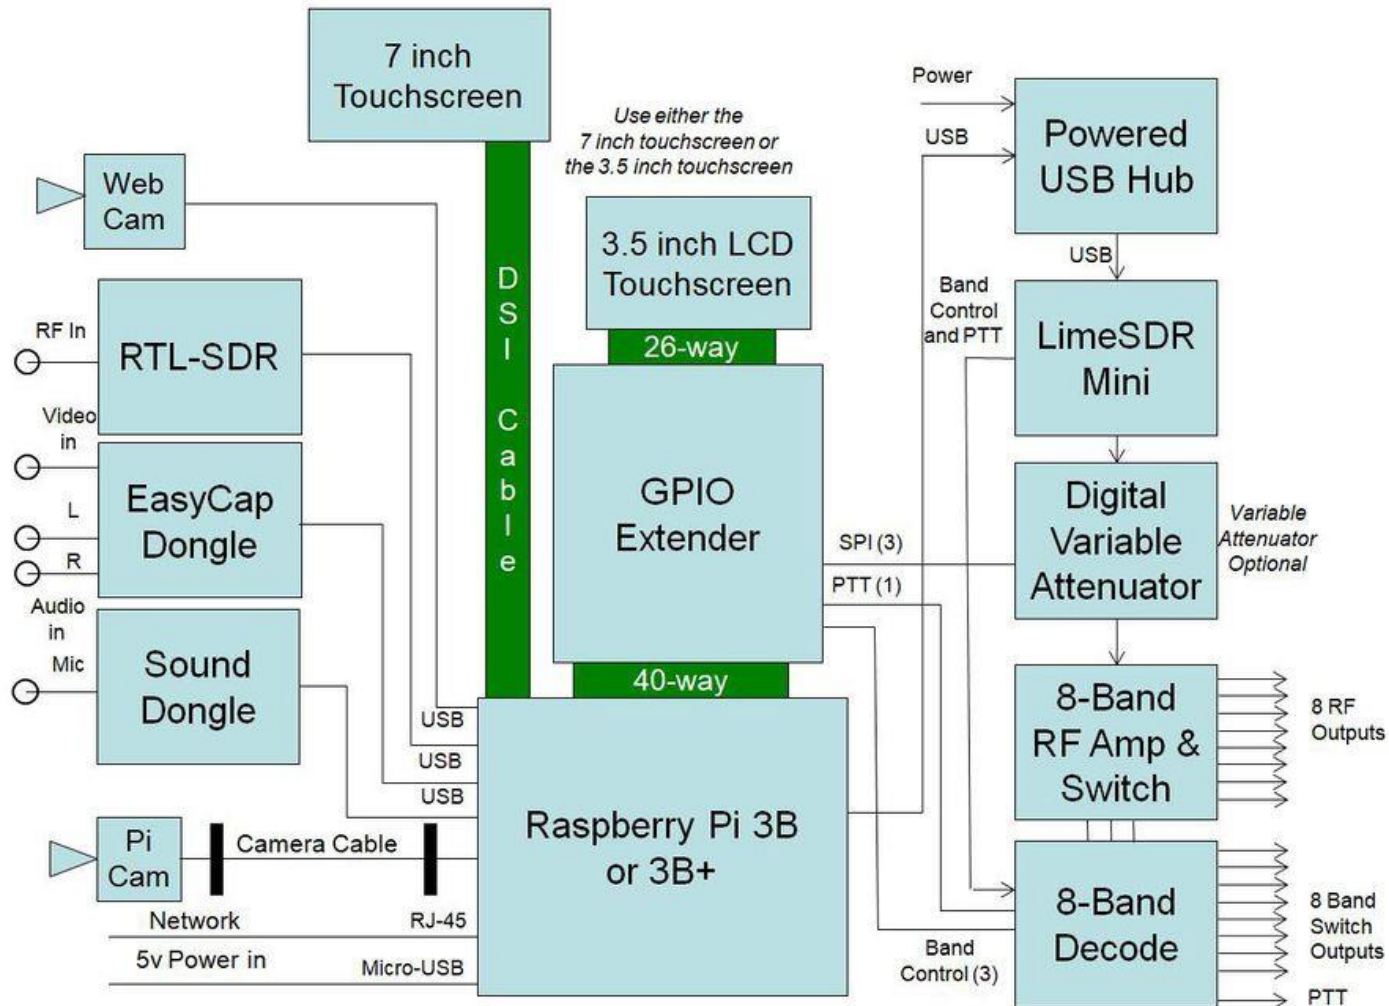 7 inch
Touchscreen
Use either the
7 inch touchscreen or
the 3.5 inch touchscreen
Power
USB
Powered
USB Hub
Web
Cam
3.5 inch LCD
Touchscreen
DSI Cable
26-way
USB
Band
Control
and PTT
LimeSDR
Mini
RF In
RTL-SDR
Video
in
L
R
EasyCap
Dongle
GPIO
Extender
SPI (3)
PTT (1)
Digital
Variable
Attenuator
Variable
Attenuator
Optional
Audio
in
Mic
Sound
Dongle
40-way
USB
USB
USB
8-Band
RF Amp &
Switch
8 RF
Outputs
Raspberry Pi 3B
or 3B+
Pi
Cam
Camera Cable
Network
RJ-45
5v Power in
Micro-USB
Band
Control (3)
8-Band
Decode
8 Band
Switch
Outputs
PTT